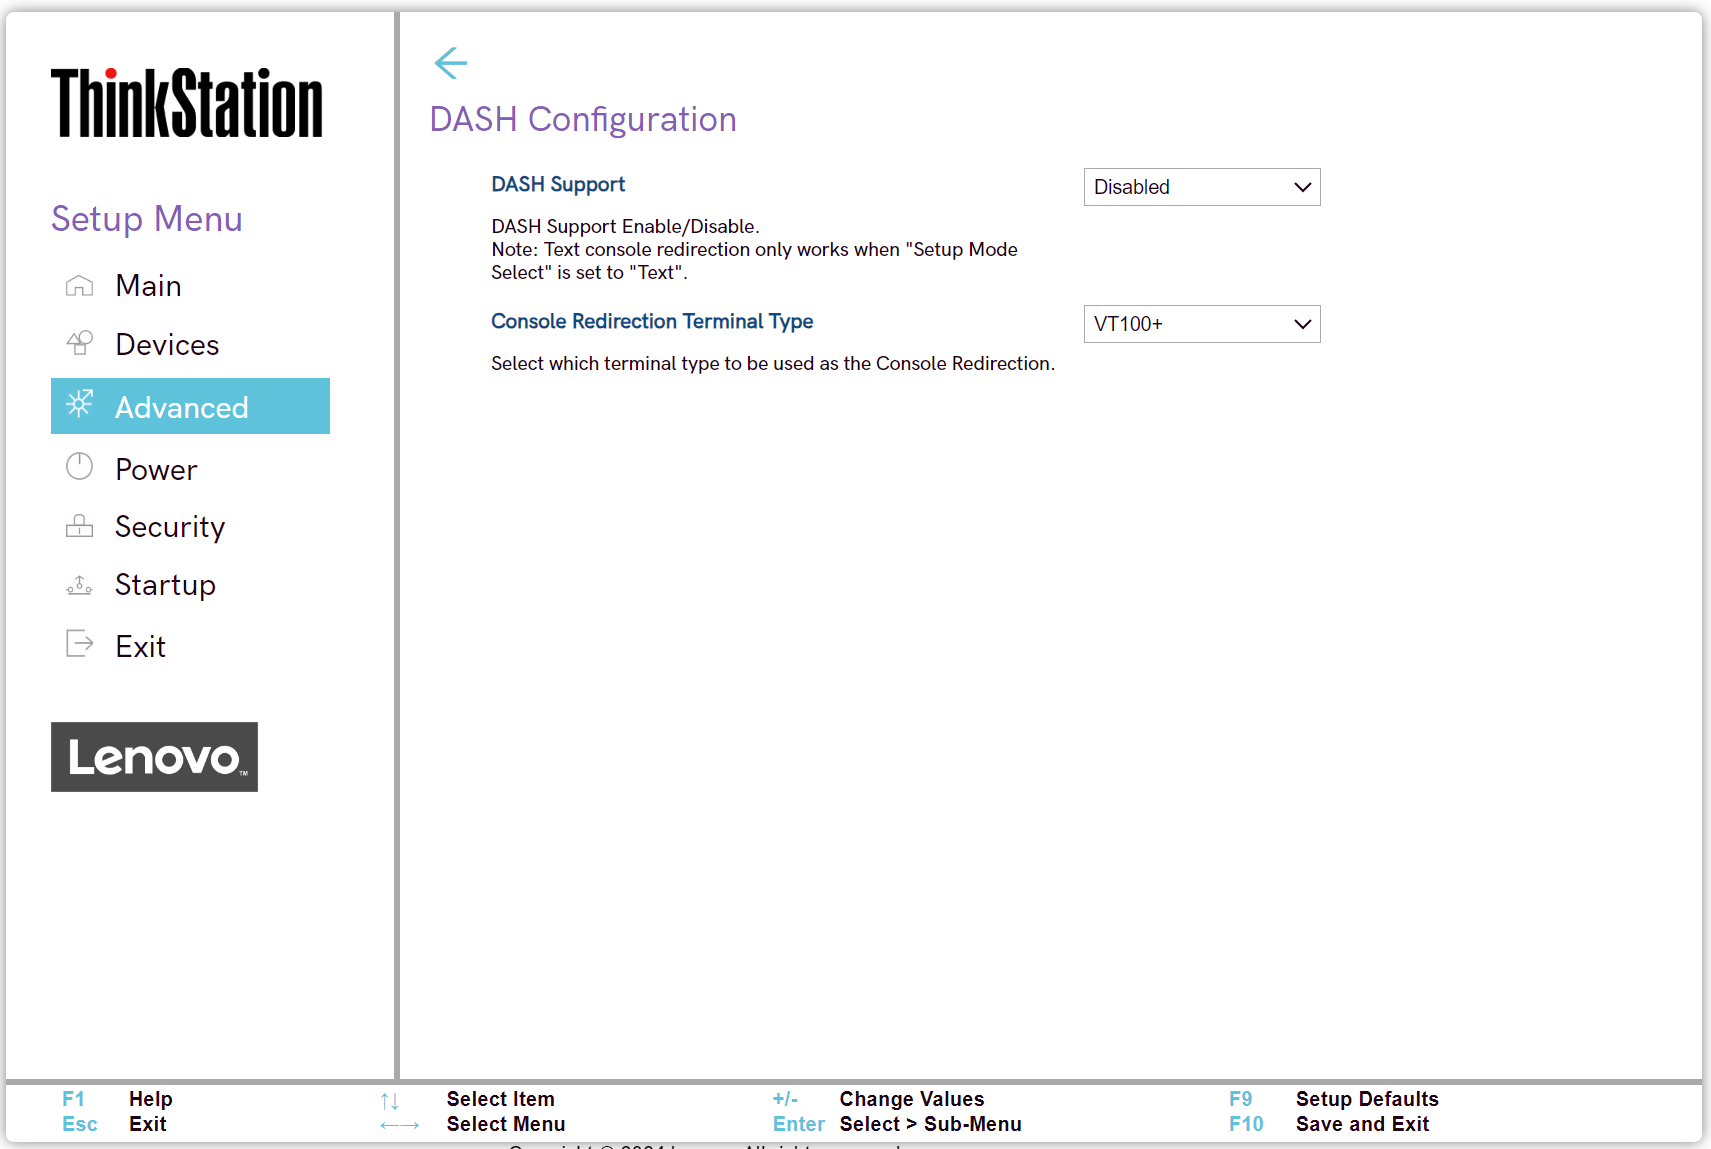 ThinkStation
Setup Menu
Main
Devices
Advanced
Power
Security
Startup
Exit
Lenovo™
DASH Configuration
DASH Support
Disabled
DASH Support Enable/Disable.
Note: Text console redirection only works when "Setup Mode
Select" is set to "Text".
Console Redirection Terminal Type
VT100+
Select which terminal type to be used as the Console Redirection.
F1 Help ↑↓ Select Item +/- Change Values F9 Setup Defaults
Esc Exit ←→ Select Menu Enter Select > Sub-Menu F10 Save and Exit